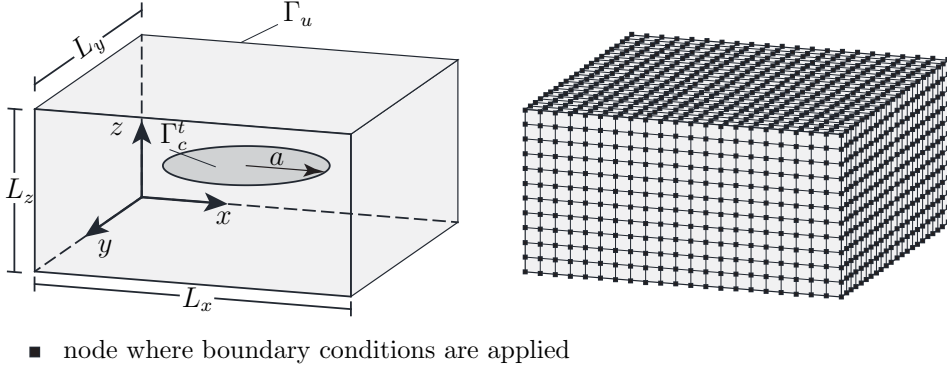 Γ_u
L_y
z
Γ_c^t
a
L_z
x
y
L_x
■ node where boundary conditions are applied